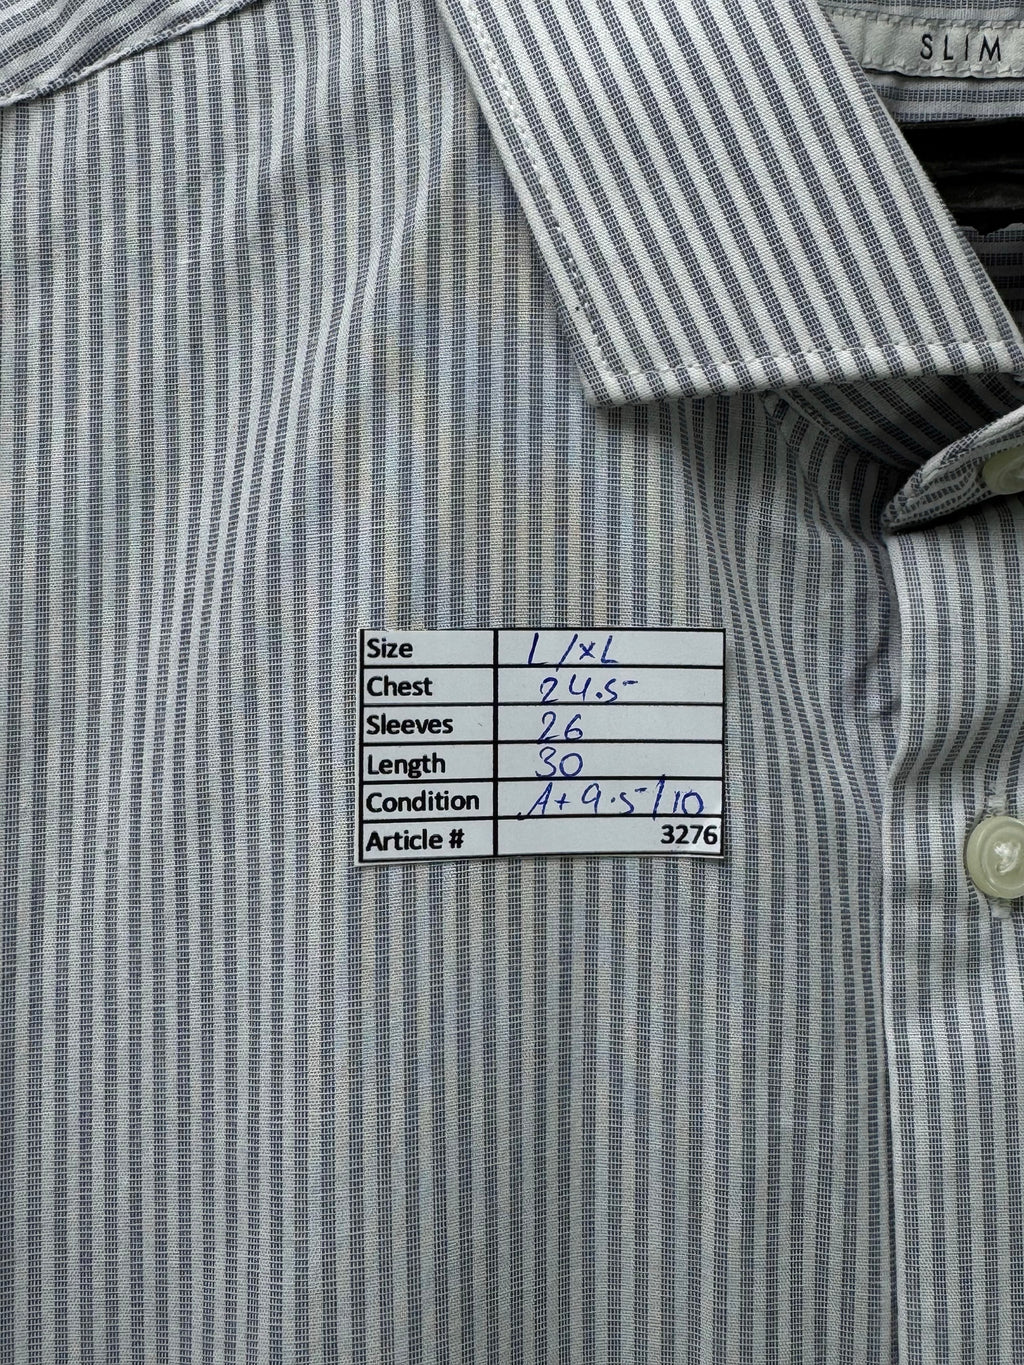 SLIM
Size L/XL
Chest 24.5
Sleeves 26
Length 30
Condition A+ 9.5/10
Article # 3276